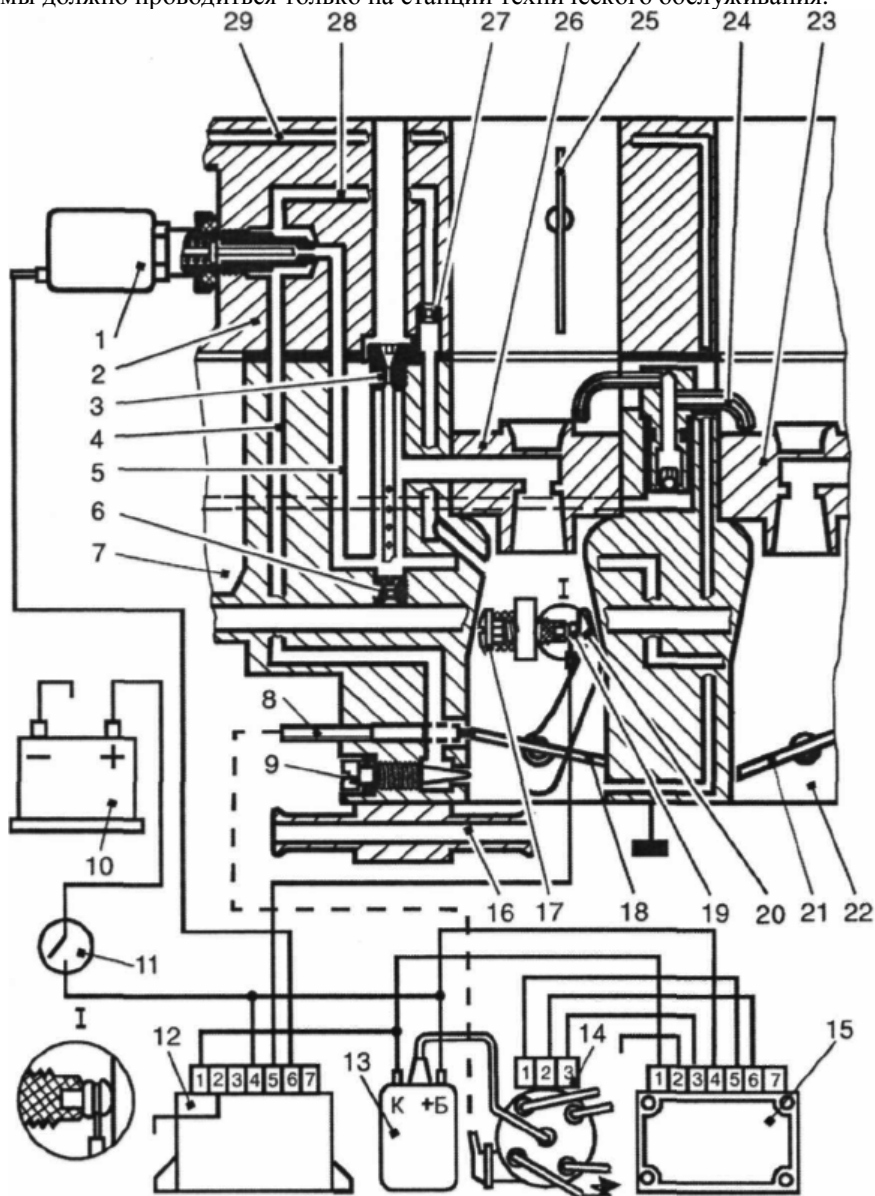 мы должно проводиться только на станции технического обслуживания.
29 28 27 26 25 24 23
1
2
3
4
5
6
7
I
8
9
10
16 17 18 19 20 21 22
11
I
12
1 2 3 4 5 6 7
13
К +Б
1 2 3
14
15
1 2 3 4 5 6 7